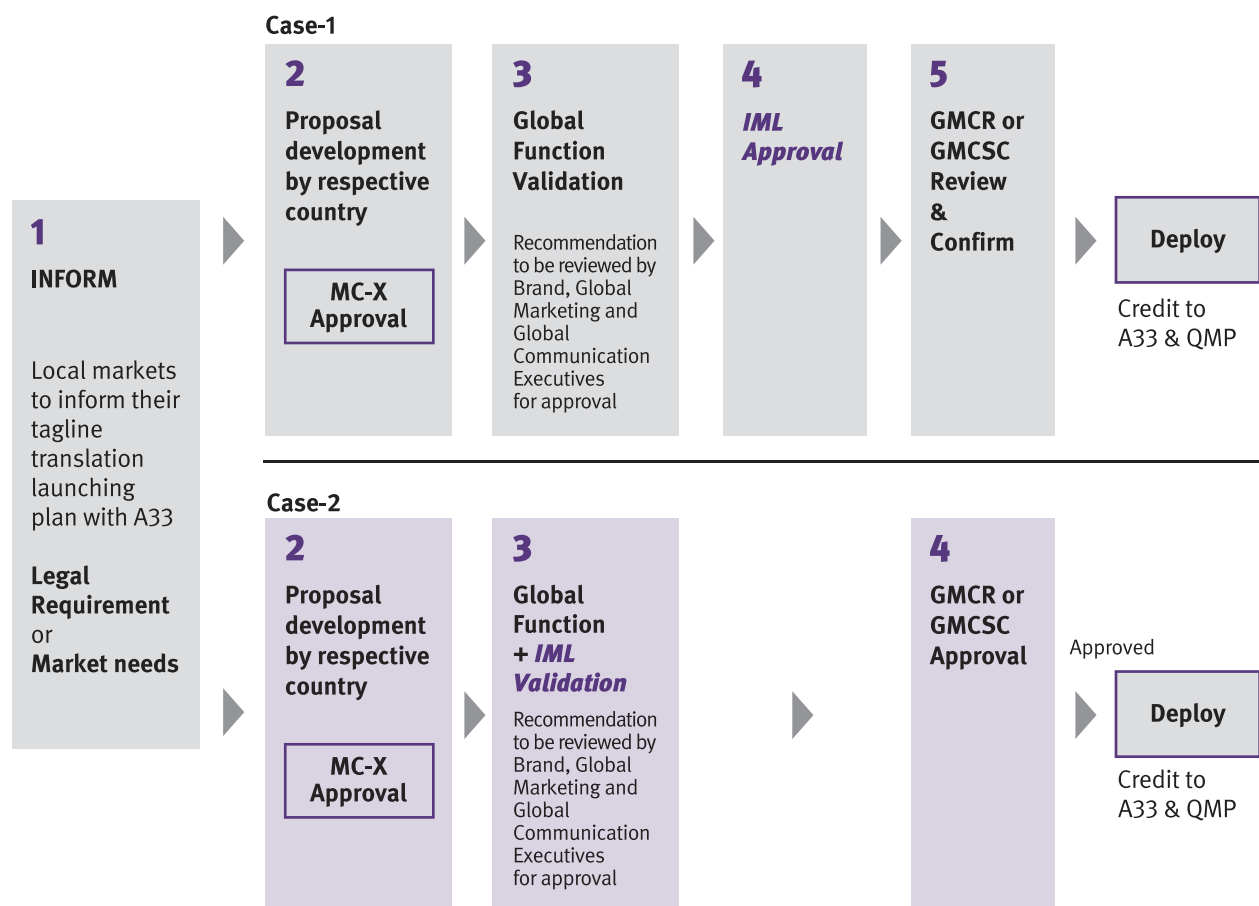 1
INFORM
Local markets
to inform their
tagline
translation
launching
plan with A33
Legal
Requirement
or
Market needs
Case-1
2
Proposal
development
by respective
country
MC-X
Approval
3
Global
Function
Validation
Recommendation
to be reviewed by
Brand, Global
Marketing and
Global
Communication
Executives
for approval
4
IML
Approval
5
GMCR or
GMCSC
Review
&
Confirm
Deploy
Credit to
A33 & QMP
Case-2
2
Proposal
development
by respective
country
MC-X
Approval
3
Global
Function
+ IML
Validation
Recommendation
to be reviewed by
Brand, Global
Marketing and
Global
Communication
Executives
for approval
4
GMCR or
GMCSC
Approval
Approved
Deploy
Credit to
A33 & QMP